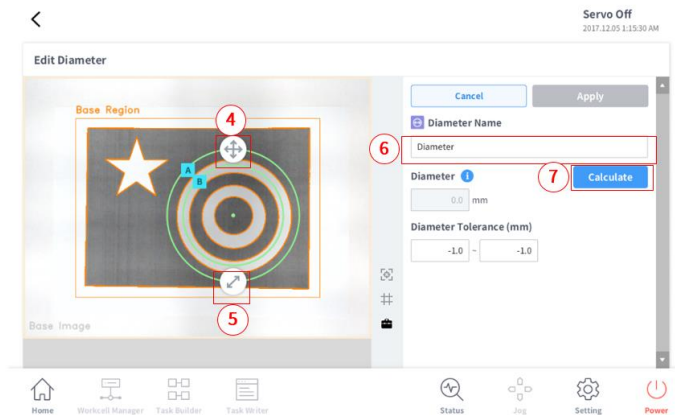 Servo Off
2017.12.05 1:15:30 AM
Edit Diameter
Base Region
4
A
B
5
Base Image
Cancel
Apply
Diameter Name
6
Diameter
Diameter i
7
Calculate
0.0 mm
Diameter Tolerance (mm)
-1.0 ~ -1.0
Home
Workcell Manager
Task Builder
Task Writer
Status
Jog
Setting
Power